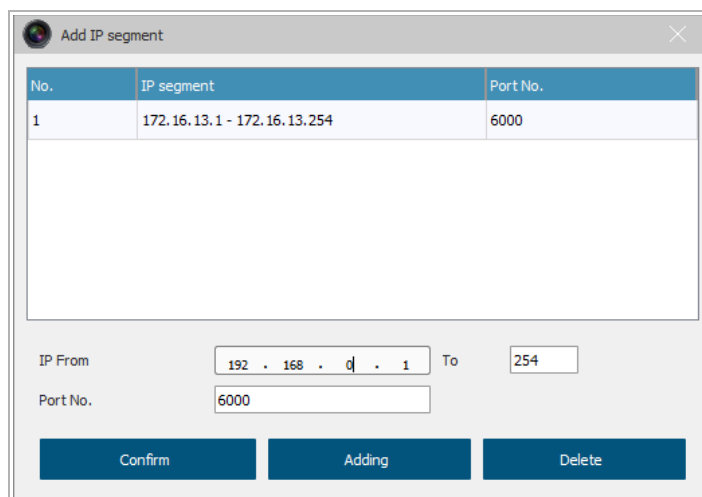 Add IP segment
No. IP segment Port No.
1 172.16.13.1 - 172.16.13.254 6000
IP From 192 . 168 . 0 . 1 To 254
Port No. 6000
Confirm Adding Delete